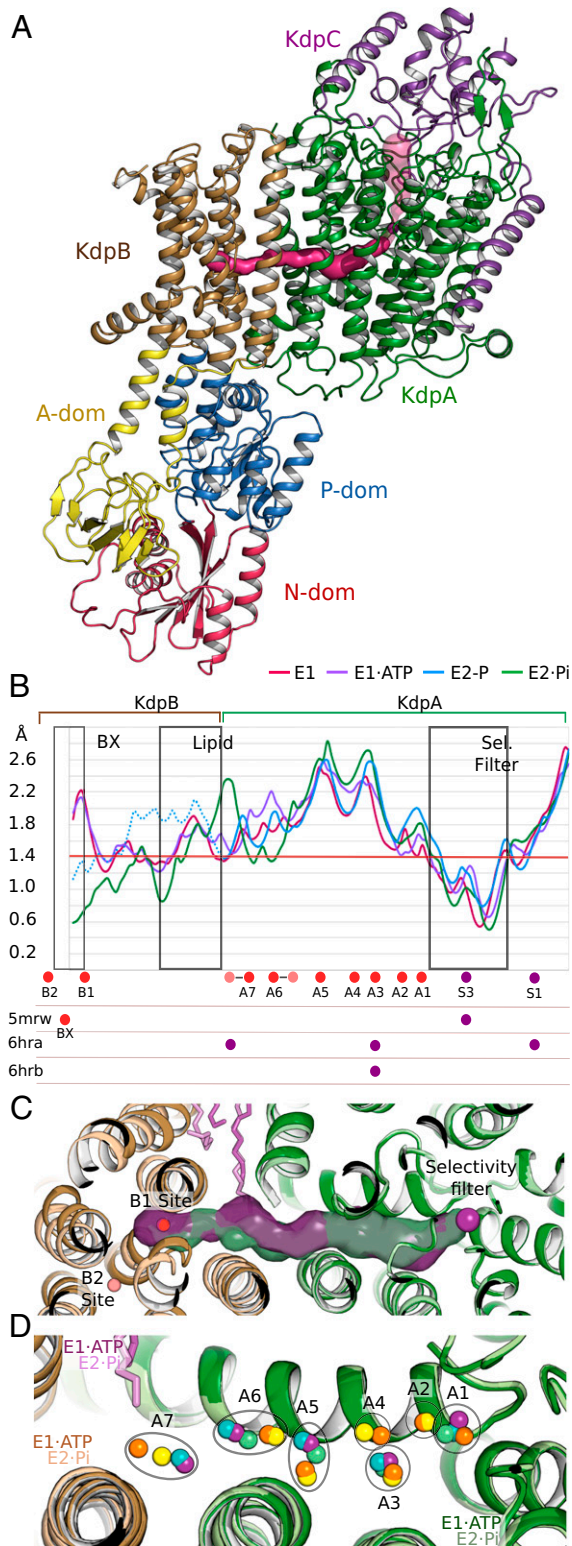 A
KdpC
KdpB
KdpA
A-dom
P-dom
N-dom
E1 E1·ATP E2-P E2·Pi
B
KdpB KdpA
Å
BX Lipid Sel. Filter
2.6
2.2
1.8
1.4
1.0
0.6
0.2
B2 B1 A7 A6 A5 A4 A3 A2 A1 S3 S1
5mrw
BX
6hra
6hrb
C
Selectivity
filter
B1 Site
B2
Site
D
E1·ATP
E2·Pi
A6
A5
A4
A2
A1
A7
E1·ATP
E2·Pi
A3
E1·ATP
E2·Pi